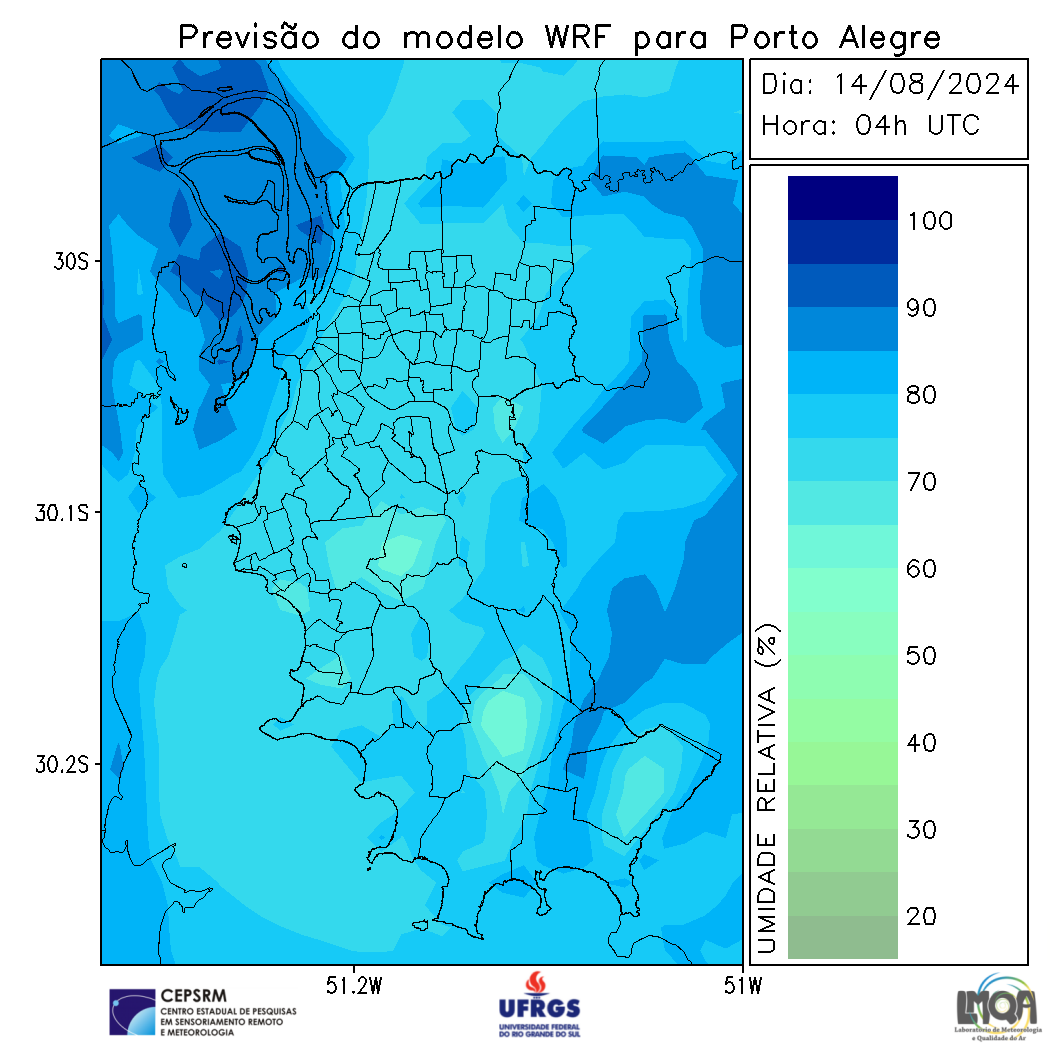 Previsão do modelo WRF para Porto Alegre
Dia: 14/08/2024
Hora: 04h UTC
100
90
80
70
60
50
40
30
20
UMIDADE RELATIVA (%)
30S
30.1S
30.2S
51.2W
51W
CEPSRM
CENTRO ESTADUAL DE PESQUISAS
EM SENSORIAMENTO REMOTO
E METEOROLOGIA
UFRGS
UNIVERSIDADE FEDERAL
DO RIO GRANDE DO SUL
LMQA
Laboratório de Meteorologia
e Qualidade do Ar